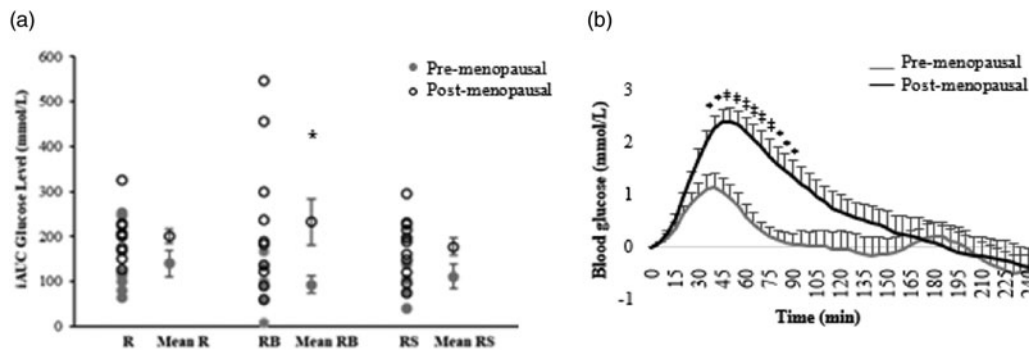 (a)
600
500
400
300
200
100
0
iAUC Glucose Level (mmol/L)
Pre-menopausal
Post-menopausal
*
R Mean R RB Mean RB RS Mean RS
(b)
Pre-menopausal
Post-menopausal
3
2
1
0
-1
Blood glucose (mmol/L)
* * ‡ ‡ ‡ ‡ ‡ ‡ * * *
0 15 30 45 60 75 90 105 120 135 150 165 180 195 210 225 240
Time (min)